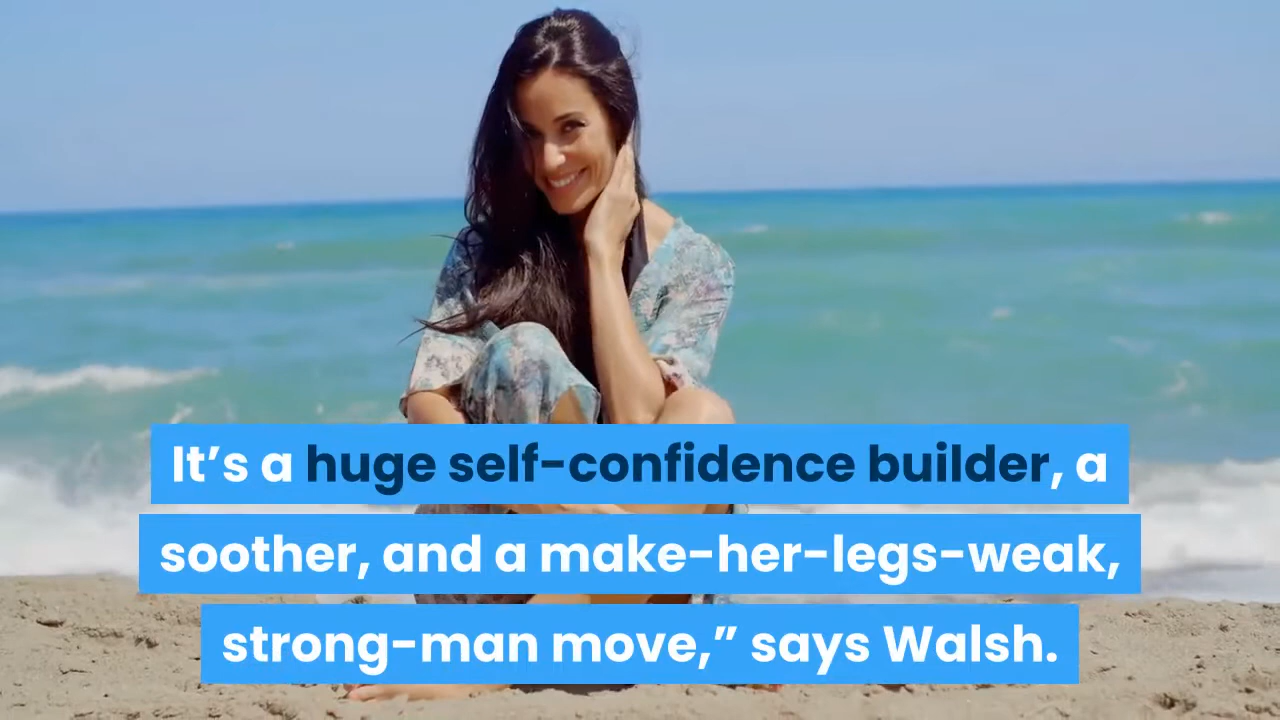 It’s a huge self-confidence builder, a
soother, and a make-her-legs-weak,
strong-man move,” says Walsh.